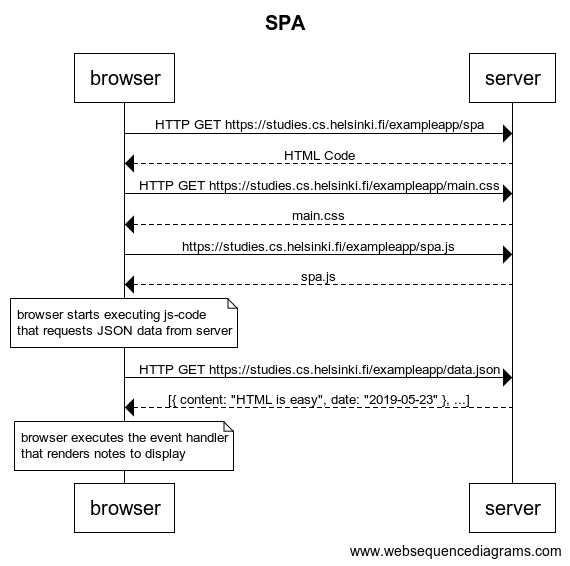 SPA
browser
server
HTTP GET https://studies.cs.helsinki.fi/exampleapp/spa
HTML Code
HTTP GET https://studies.cs.helsinki.fi/exampleapp/main.css
main.css
https://studies.cs.helsinki.fi/exampleapp/spa.js
spa.js
browser starts executing js-code
that requests JSON data from server
HTTP GET https://studies.cs.helsinki.fi/exampleapp/data.json
[{ content: "HTML is easy", date: "2019-05-23" }, ...]
browser executes the event handler
that renders notes to display
browser
server
www.websequencediagrams.com